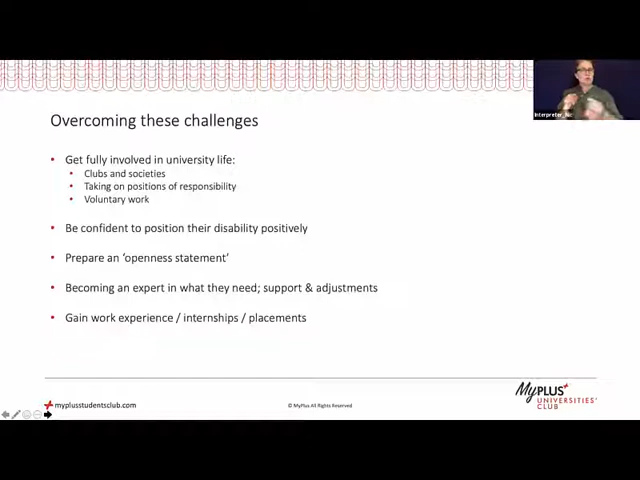 Overcoming these challenges
Interpreter,
• Get fully involved in university life:
• Clubs and societies
• Taking on positions of responsibility
• Voluntary work
• Be confident to position their disability positively
• Prepare an ‘openness statement’
• Becoming an expert in what they need; support & adjustments
• Gain work experience / internships / placements
myplusstudentsclub.com
© MyPlus All Rights Reserved
MyPLUS+
UNIVERSITIES'
CLUB